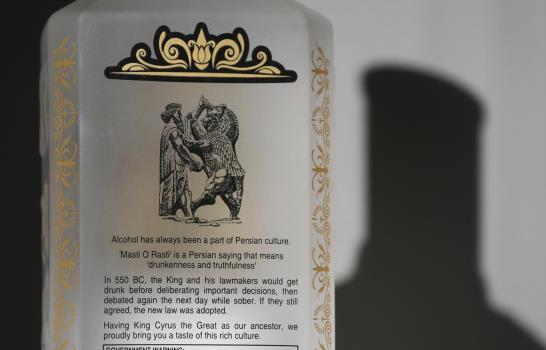 Alcohol has always been a part of Persian culture.
'Masti O Rasti' is a Persian saying that means
'drunkenness and truthfulness'
In 550 BC, the King and his lawmakers would get
drunk before deliberating important decisions, then
debated again the next day while sober. If they still
agreed, the new law was adopted.
Having King Cyrus the Great as our ancestor, we
proudly bring you a taste of this rich culture.
GOVERNMENT WARNING: